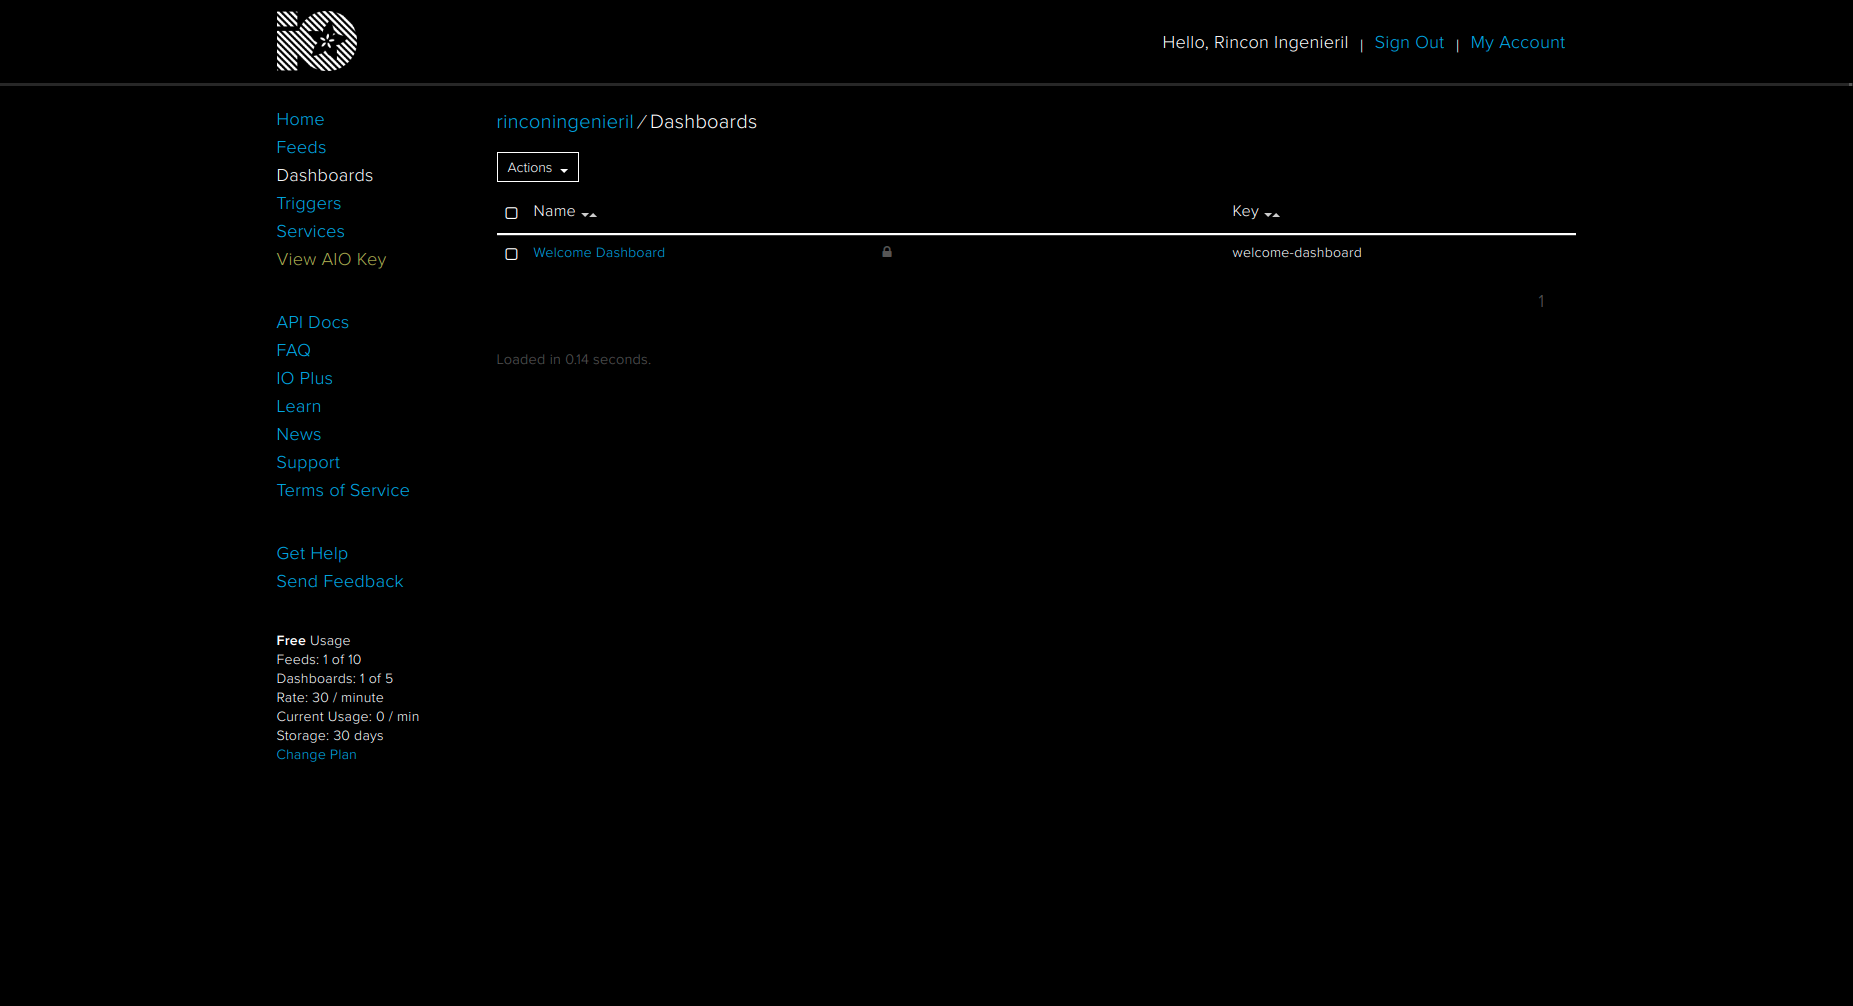 iO
Hello, Rincon Ingenieril | Sign Out | My Account
Home
Feeds
Dashboards
Triggers
Services
View AIO Key
API Docs
FAQ
IO Plus
Learn
News
Support
Terms of Service
Get Help
Send Feedback
Free Usage
Feeds: 1 of 10
Dashboards: 1 of 5
Rate: 30 / minute
Current Usage: 0 / min
Storage: 30 days
Change Plan
rinconingenieril / Dashboards
Actions
Name Key
Welcome Dashboard welcome-dashboard
1
Loaded in 0.14 seconds.